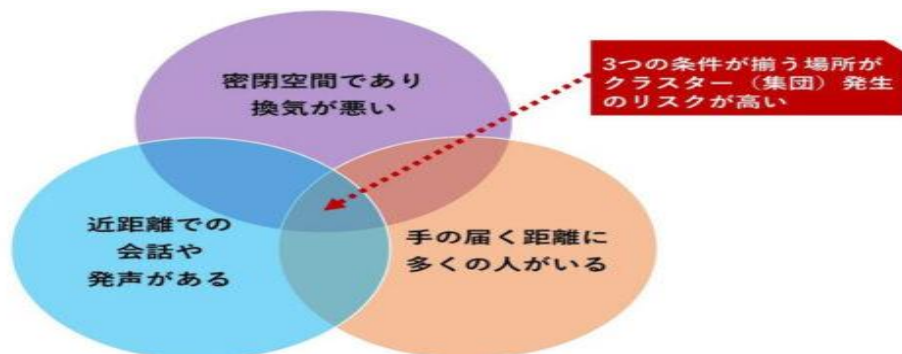 密閉空間であり
換気が悪い
3つの条件が揃う場所が
クラスター（集団）発生
のリスクが高い
近距離での
会話や
発声がある
手の届く距離に
多くの人がいる